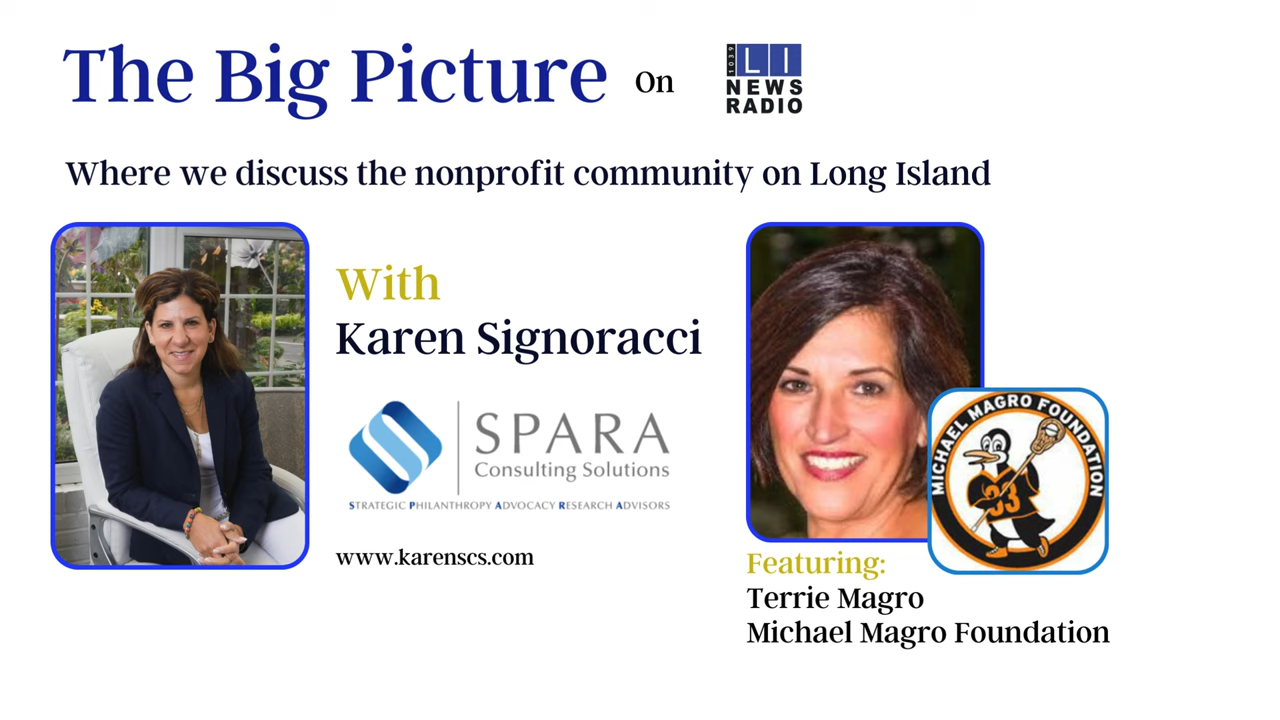 The Big Picture On
1039 LI
NEWS
RADIO
Where we discuss the nonprofit community on Long Island
With
Karen Signoracci
SPARA
Consulting Solutions
STRATEGIC PHILANTHROPY ADVOCACY RESEARCH ADVISORS
www.karenscs.com
MICHAEL MAGRO FOUNDATION
33
Featuring:
Terrie Magro
Michael Magro Foundation